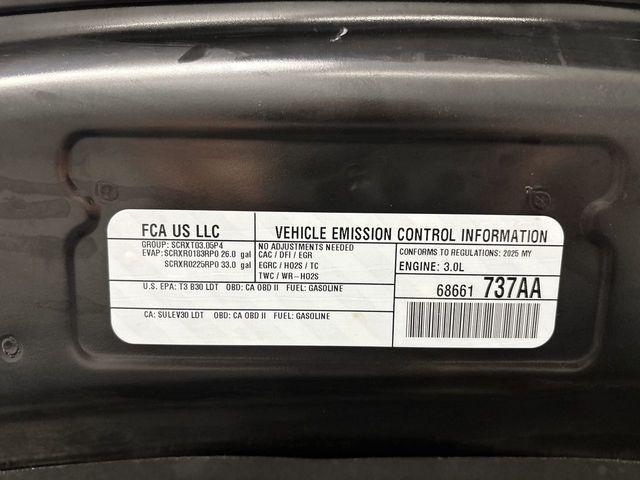 FCA US LLC
VEHICLE EMISSION CONTROL INFORMATION
GROUP: SCRXT03.05P4
EVAP: SCRXR0183RP0 26.0 gal
SCRXR0225RP0 33.0 gal
NO ADJUSTMENTS NEEDED
CAC / DFI / EGR
EGRC / HO2S / TC
TWC / WR-HO2S
CONFORMS TO REGULATIONS: 2025 MY
ENGINE: 3.0L
U.S. EPA: T3 B30 LDT OBD: CA OBD II FUEL: GASOLINE
68661 737AA
CA: SULEV30 LDT OBD: CA OBD II FUEL: GASOLINE